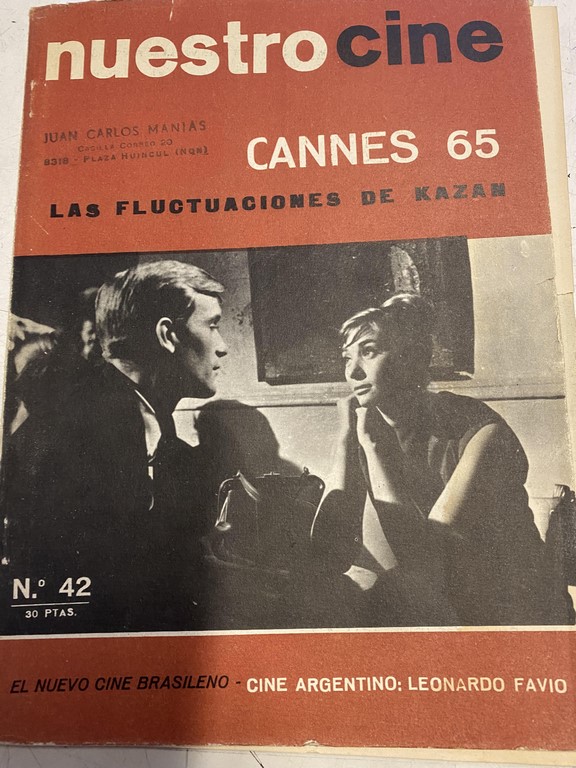 nuestrocine
JUAN CARLOS MANIAS
CASILLA CORREO 20
8318 - PLAZA HUINCUL (NQN)
CANNES 65
LAS FLUCTUACIONES DE KAZAN
N.º 42
30 PTAS.
EL NUEVO CINE BRASILENO - CINE ARGENTINO: LEONARDO FAVIO